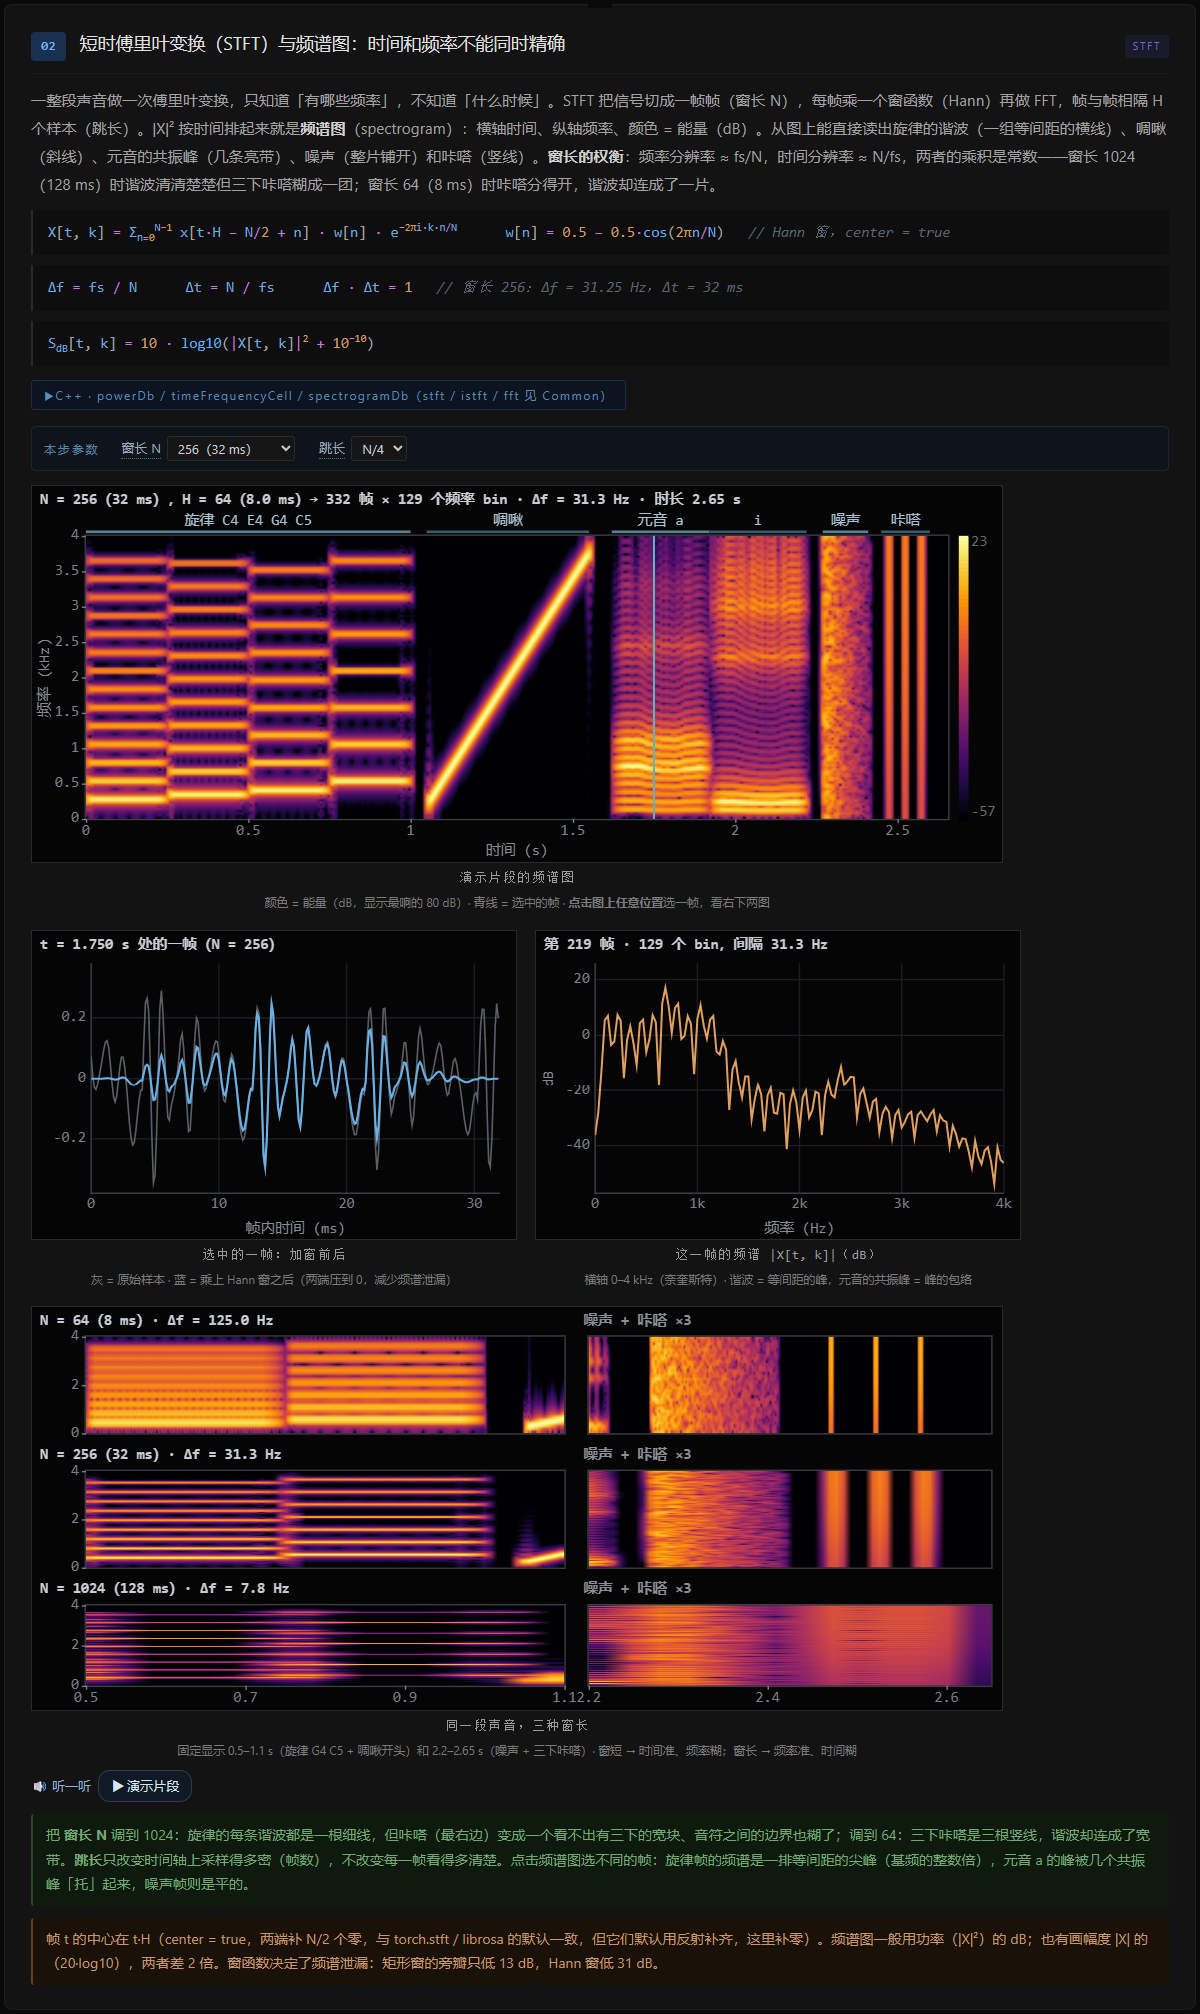 02 短时傅里叶变换（STFT）与频谱图：时间和频率不能同时精确 STFT
一整段声音做一次傅里叶变换，只知道「有哪些频率」，不知道「什么时候」。STFT 把信号切成一帧帧（窗长 N），每帧乘一个窗函数（Hann）再做 FFT，帧与帧相隔 H
个样本（跳长）。|X|² 按时间排起来就是频谱图（spectrogram）：横轴时间、纵轴频率、颜色 = 能量（dB）。从图上能直接读出旋律的谐波（一组等间距的横线）、啁啾
（斜线）、元音的共振峰（几条亮带）、噪声（整片铺开）和咔嗒（竖线）。窗长的权衡：频率分辨率 ≈ fs/N，时间分辨率 ≈ N/fs，两者的乘积是常数——窗长 1024
（128 ms）时谐波清清楚楚但三下咔嗒糊成一团；窗长 64（8 ms）时咔嗒分得开，谐波却连成了一片。
X[t, k] = Σn=0N−1 x[t·H − N/2 + n] · w[n] · e−2πi·k·n/N w[n] = 0.5 − 0.5·cos(2πn/N) // Hann 窗，center = true
Δf = fs / N Δt = N / fs Δf · Δt = 1 // 窗长 256：Δf = 31.25 Hz，Δt = 32 ms
SdB[t, k] = 10 · log10(|X[t, k]|2 + 10−10)
▶C++ · powerDb / timeFrequencyCell / spectrogramDb（stft / istft / fft 见 Common）
本步参数 窗长 N 256（32 ms） 跳长 N/4
N = 256 (32 ms) , H = 64 (8.0 ms) → 332 帧 × 129 个频率 bin · Δf = 31.3 Hz · 时长 2.65 s
旋律 C4 E4 G4 C5 啁啾 元音 a i 噪声 咔嗒
4
3.5
3
2.5
2
1.5
1
0.5
0
频率 (kHz)
23
-57
0 0.5 1 1.5 2 2.5
时间 (s)
演示片段的频谱图
颜色 = 能量（dB，显示最响的 80 dB）· 青线 = 选中的帧 · 点击图上任意位置选一帧，看右下两图
t = 1.750 s 处的一帧 (N = 256)
0.2
0
-0.2
0 10 20 30
帧内时间 (ms)
选中的一帧：加窗前后
灰 = 原始样本 · 蓝 = 乘上 Hann 窗之后（两端压到 0，减少频谱泄漏）
第 219 帧 · 129 个 bin, 间隔 31.3 Hz
20
0
-20
-40
dB
0 1k 2k 3k 4k
频率 (Hz)
这一帧的频谱 |X[t, k]|（dB）
横轴 0–4 kHz（奈奎斯特）· 谐波 = 等间距的峰，元音的共振峰 = 峰的包络
N = 64 (8 ms) · Δf = 125.0 Hz 噪声 + 咔嗒 ×3
4
2
0
N = 256 (32 ms) · Δf = 31.3 Hz 噪声 + 咔嗒 ×3
4
2
0
N = 1024 (128 ms) · Δf = 7.8 Hz 噪声 + 咔嗒 ×3
4
2
0
0.5 0.7 0.9 1.1 2.2 2.4 2.6
同一段声音，三种窗长
固定显示 0.5–1.1 s（旋律 G4 C5 + 啁啾开头）和 2.2–2.65 s（噪声 + 三下咔嗒）· 窗短 → 时间准、频率糊；窗长 → 频率准、时间糊
🔊 听一听 ▶ 演示片段
把 窗长 N 调到 1024：旋律的每条谐波都是一根细线，但咔嗒（最右边）变成一个看不出有三下的宽块、音符之间的边界也糊了；调到 64：三下咔嗒是三根竖线，谐波却连成了宽
带。跳长只改变时间轴上采样得多密（帧数），不改变每一帧看得多清楚。点击频谱图选不同的帧：旋律帧的频谱是一排等间距的尖峰（基频的整数倍），元音 a 的峰被几个共振
峰「托」起来，噪声帧则是平的。
帧 t 的中心在 t·H（center = true，两端补 N/2 个零，与 torch.stft / librosa 的默认一致，但它们默认用反射补齐，这里补零）。频谱图一般用功率（|X|²）的 dB；也有画幅度 |X| 的
（20·log10），两者差 2 倍。窗函数决定了频谱泄漏：矩形窗的旁瓣只低 13 dB，Hann 窗低 31 dB。